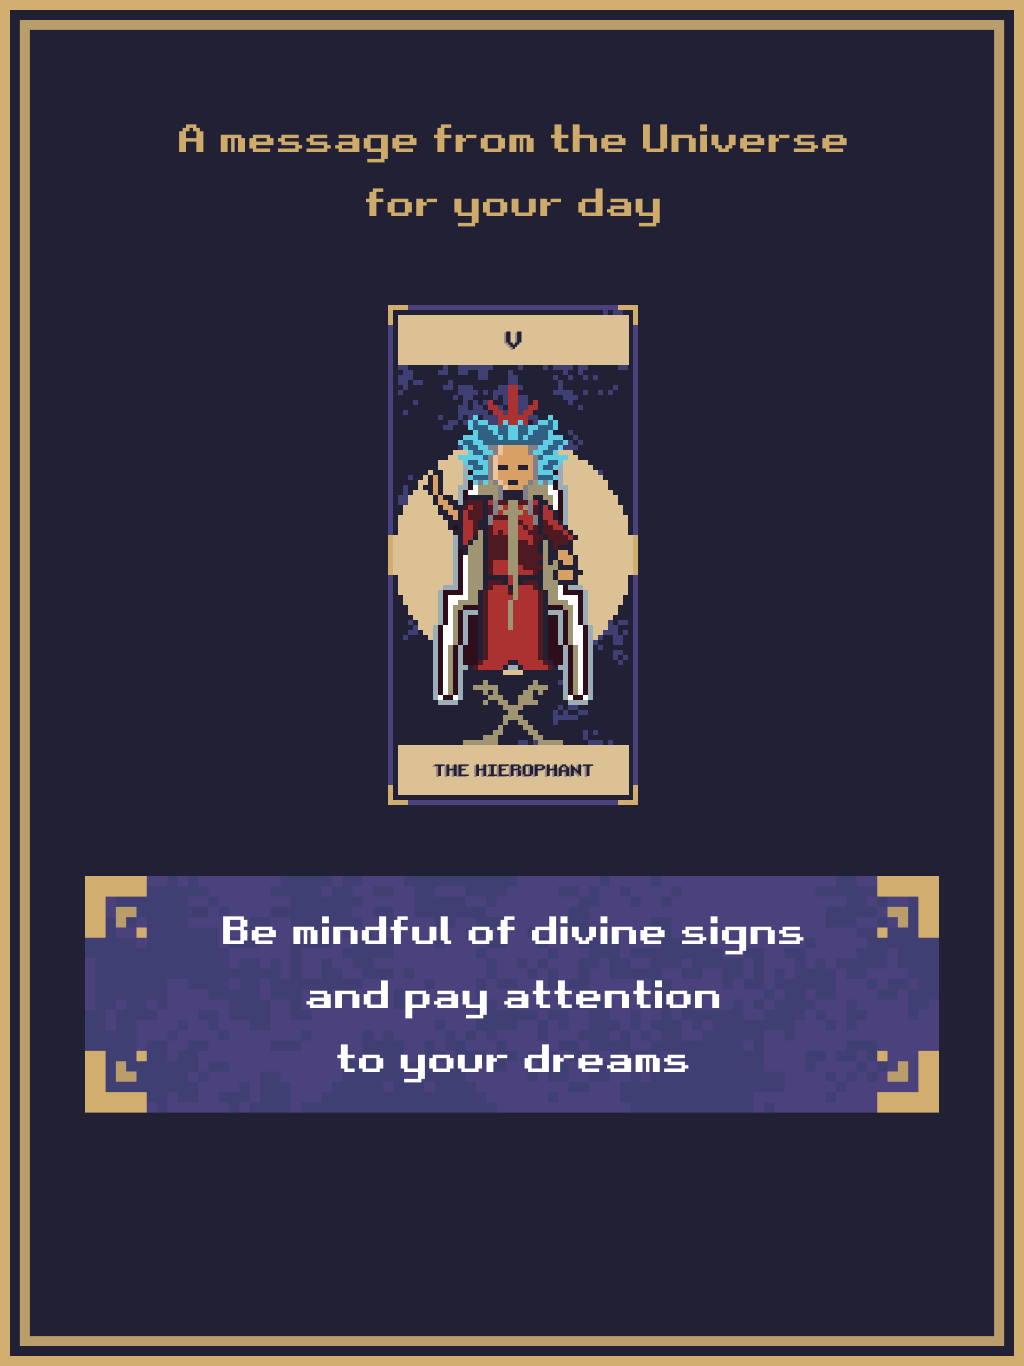 A message from the Universe
for your day
V
THE HIEROPHANT
Be mindful of divine signs
and pay attention
to your dreams